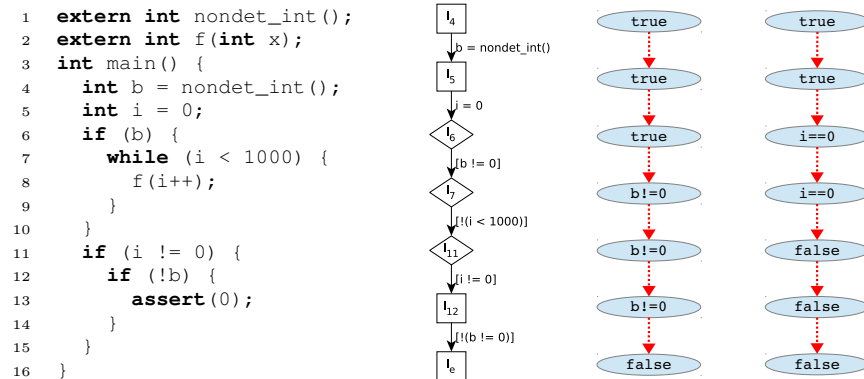 1 extern int nondet_int();
2 extern int f(int x);
3 int main() {
4   int b = nondet_int();
5   int i = 0;
6   if (b) {
7     while (i < 1000) {
8       f(i++);
9     }
10   }
11   if (i != 0) {
12     if (!b) {
13       assert(0);
14     }
15   }
16 }
l4
b = nondet_int()
l5
i = 0
l6
[b != 0]
l7
[!(i < 1000)]
l11
[i != 0]
l12
[!(b != 0)]
le
true
true
true
b!=0
b!=0
b!=0
false
true
true
i==0
i==0
false
false
false